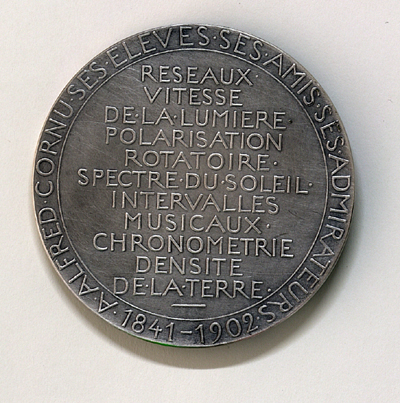 A·ALFRED·CORNU·SES·ELEVES·SES·AMIS·SES·ADMIRATEURS·
1841-1902
RESEAUX·
VITESSE
DE·LA·LUMIERE·
POLARISATION
ROTATOIRE·
SPECTRE·DU·SOLEIL·
INTERVALLES
MUSICAUX·
CHRONOMETRIE
DENSITE
DE·LA·TERRE·